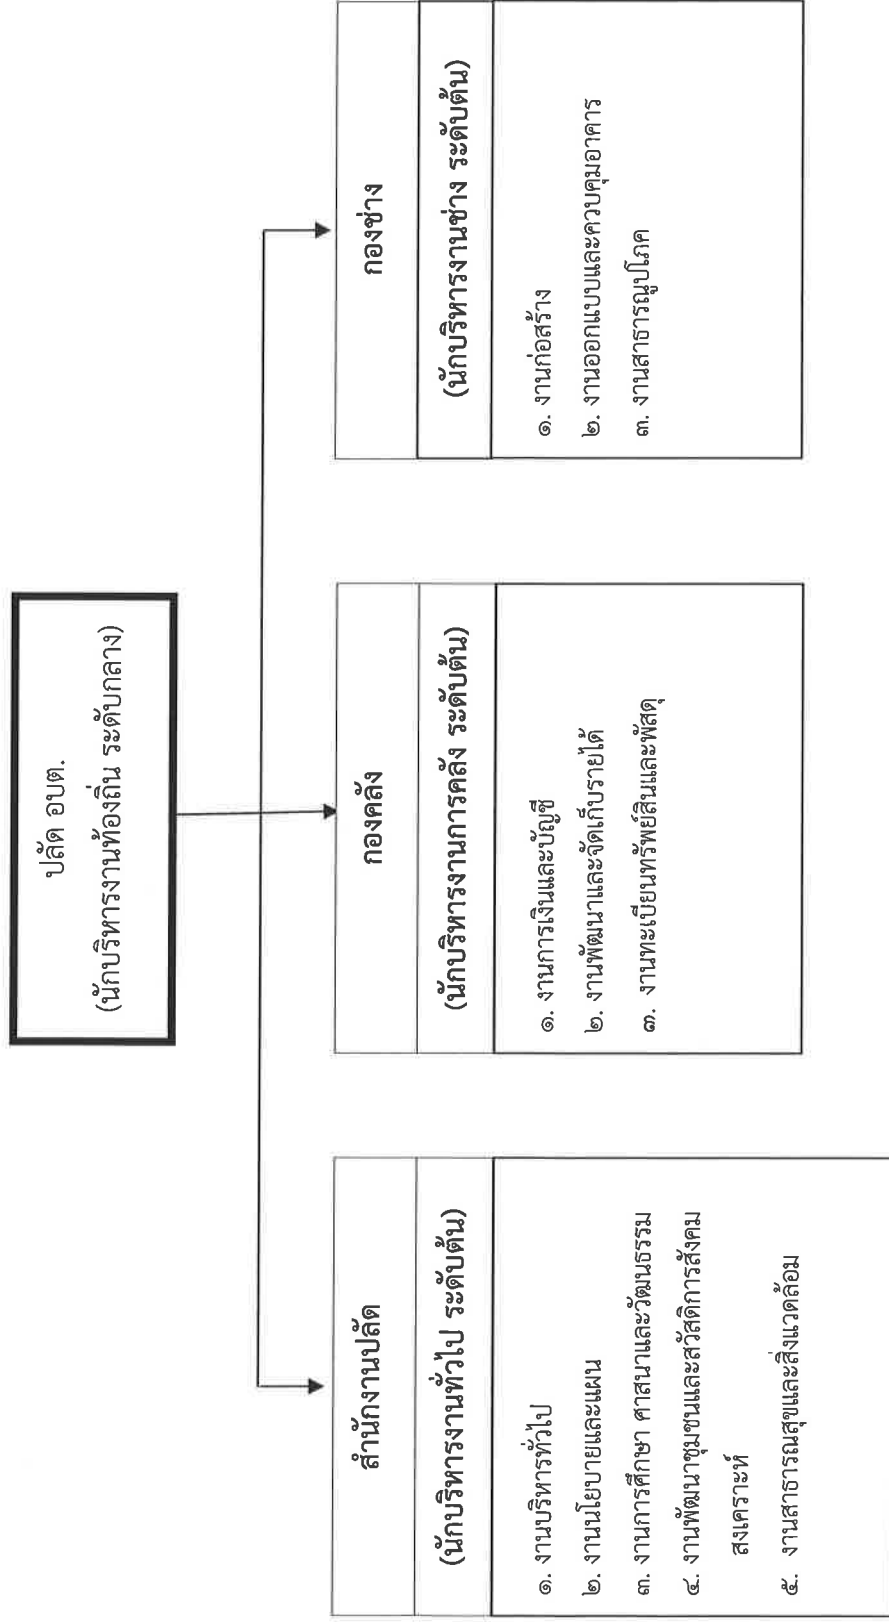 ปลัด อบต.
(นักบริหารงานท้องถิ่น ระดับกลาง)
สำนักงานปลัด
(นักบริหารงานทั่วไป ระดับต้น)
๑. งานบริหารทั่วไป
๒. งานนโยบายและแผน
๓. งานการศึกษา ศาสนาและวัฒนธรรม
๔. งานพัฒนาชุมชนและสวัสดิการสังคม
สงเคราะห์
๕. งานสาธารณสุขและสิ่งแวดล้อม
กองคลัง
(นักบริหารงานการคลัง ระดับต้น)
๑. งานการเงินและบัญชี
๒. งานพัฒนาและจัดเก็บรายได้
๓. งานทะเบียนทรัพย์สินและพัสดุ
กองช่าง
(นักบริหารงานช่าง ระดับต้น)
๑. งานก่อสร้าง
๒. งานออกแบบและควบคุมอาคาร
๓. งานสาธารณูปโภค